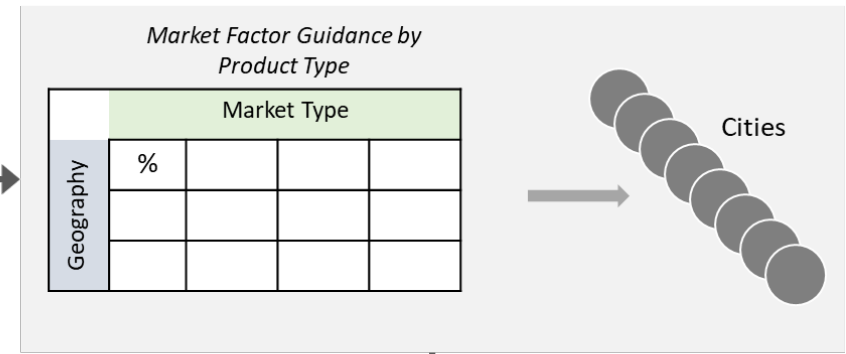 Market Factor Guidance by
Product Type
Market Type
Cities
Geography
%